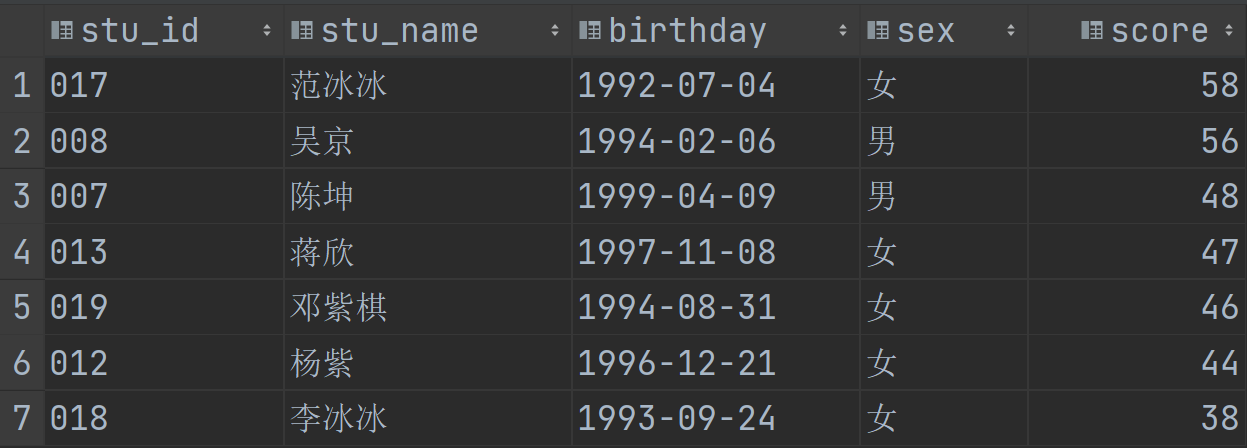 stu_id stu_name birthday sex score
1 017 范冰冰 1992-07-04 女 58
2 008 吴京 1994-02-06 男 56
3 007 陈坤 1999-04-09 男 48
4 013 蒋欣 1997-11-08 女 47
5 019 邓紫棋 1994-08-31 女 46
6 012 杨紫 1996-12-21 女 44
7 018 李冰冰 1993-09-24 女 38